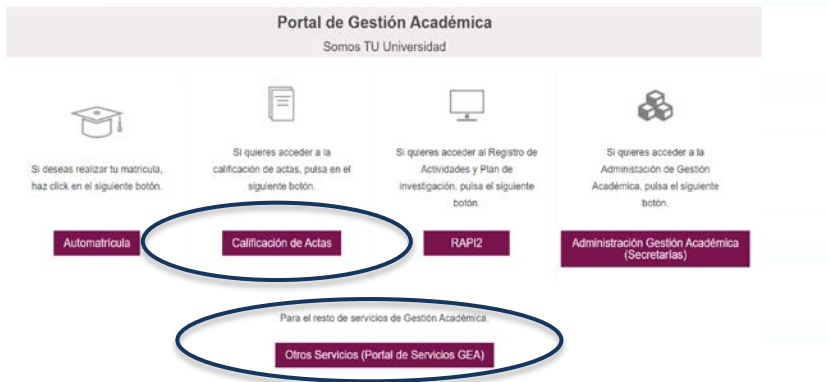 Portal de Gestión Académica
Somos TU Universidad
Si deseas realizar tu matrícula,
haz click en el siguiente botón.
Automatrícula
Si quieres acceder a la
calificación de actas, pulsa en el
siguiente botón.
Calificación de Actas
Si quieres acceder al Registro de
Actividades y Plan de
investigación, pulsa el siguiente
botón.
RAPI2
Si quieres acceder a la
Administación de Gestión
Académica, pulsa el siguiente
botón.
Administración Gestión Académica
(Secretarías)
Para el resto de servicios de Gestión Académica.
Otros Servicios (Portal de Servicios GEA)